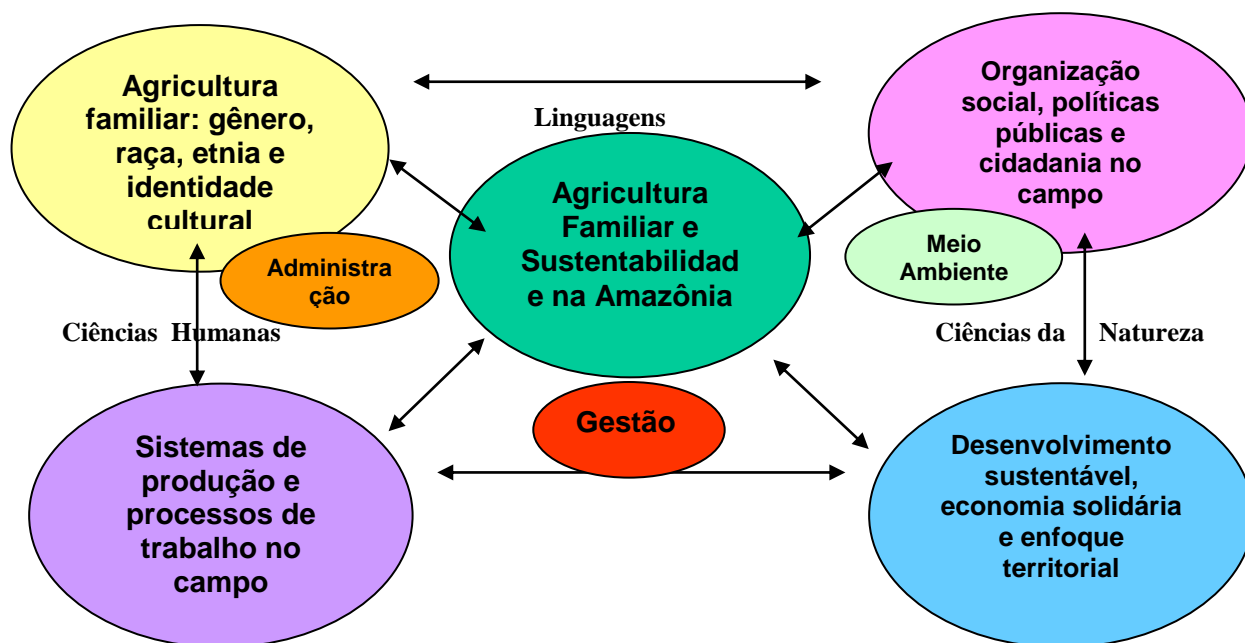 Agricultura
familiar: gênero,
raça, etnia e
identidade
cultural
Linguagens
Organização
social, políticas
públicas e
cidadania no
campo
Agricultura
Familiar e
Sustentabilidad
e na Amazônia
Administra
ção
Meio
Ambiente
Ciências Humanas
Ciências da Natureza
Gestão
Sistemas de
produção e
processos de
trabalho no
campo
Desenvolvimento
sustentável,
economia solidária
e enfoque
territorial